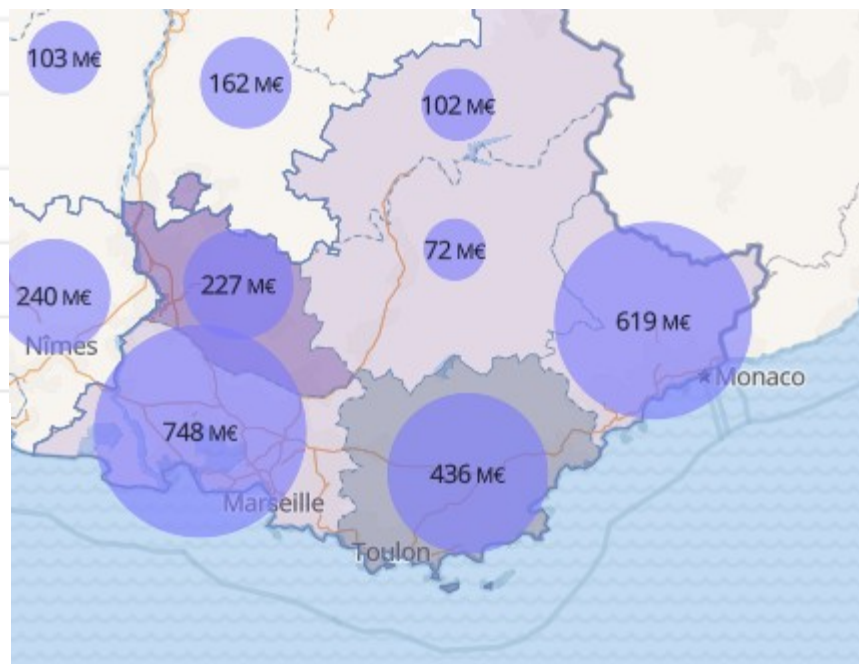 103 M€
162 M€
102 M€
72 M€
227 M€
240 M€
619 M€
Nîmes
Monaco
748 M€
436 M€
Marseille
Toulon